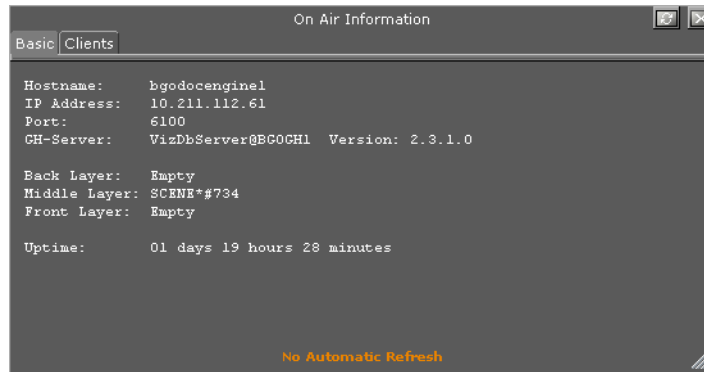 On Air Information
Basic Clients
Hostname: bgodocengine1
IP Address: 10.211.112.61
Port: 6100
GH-Server: VizDbServer@BGOGH1 Version: 2.3.1.0
Back Layer: Empty
Middle Layer: SCENE*#734
Front Layer: Empty
Uptime: 01 days 19 hours 28 minutes
No Automatic Refresh